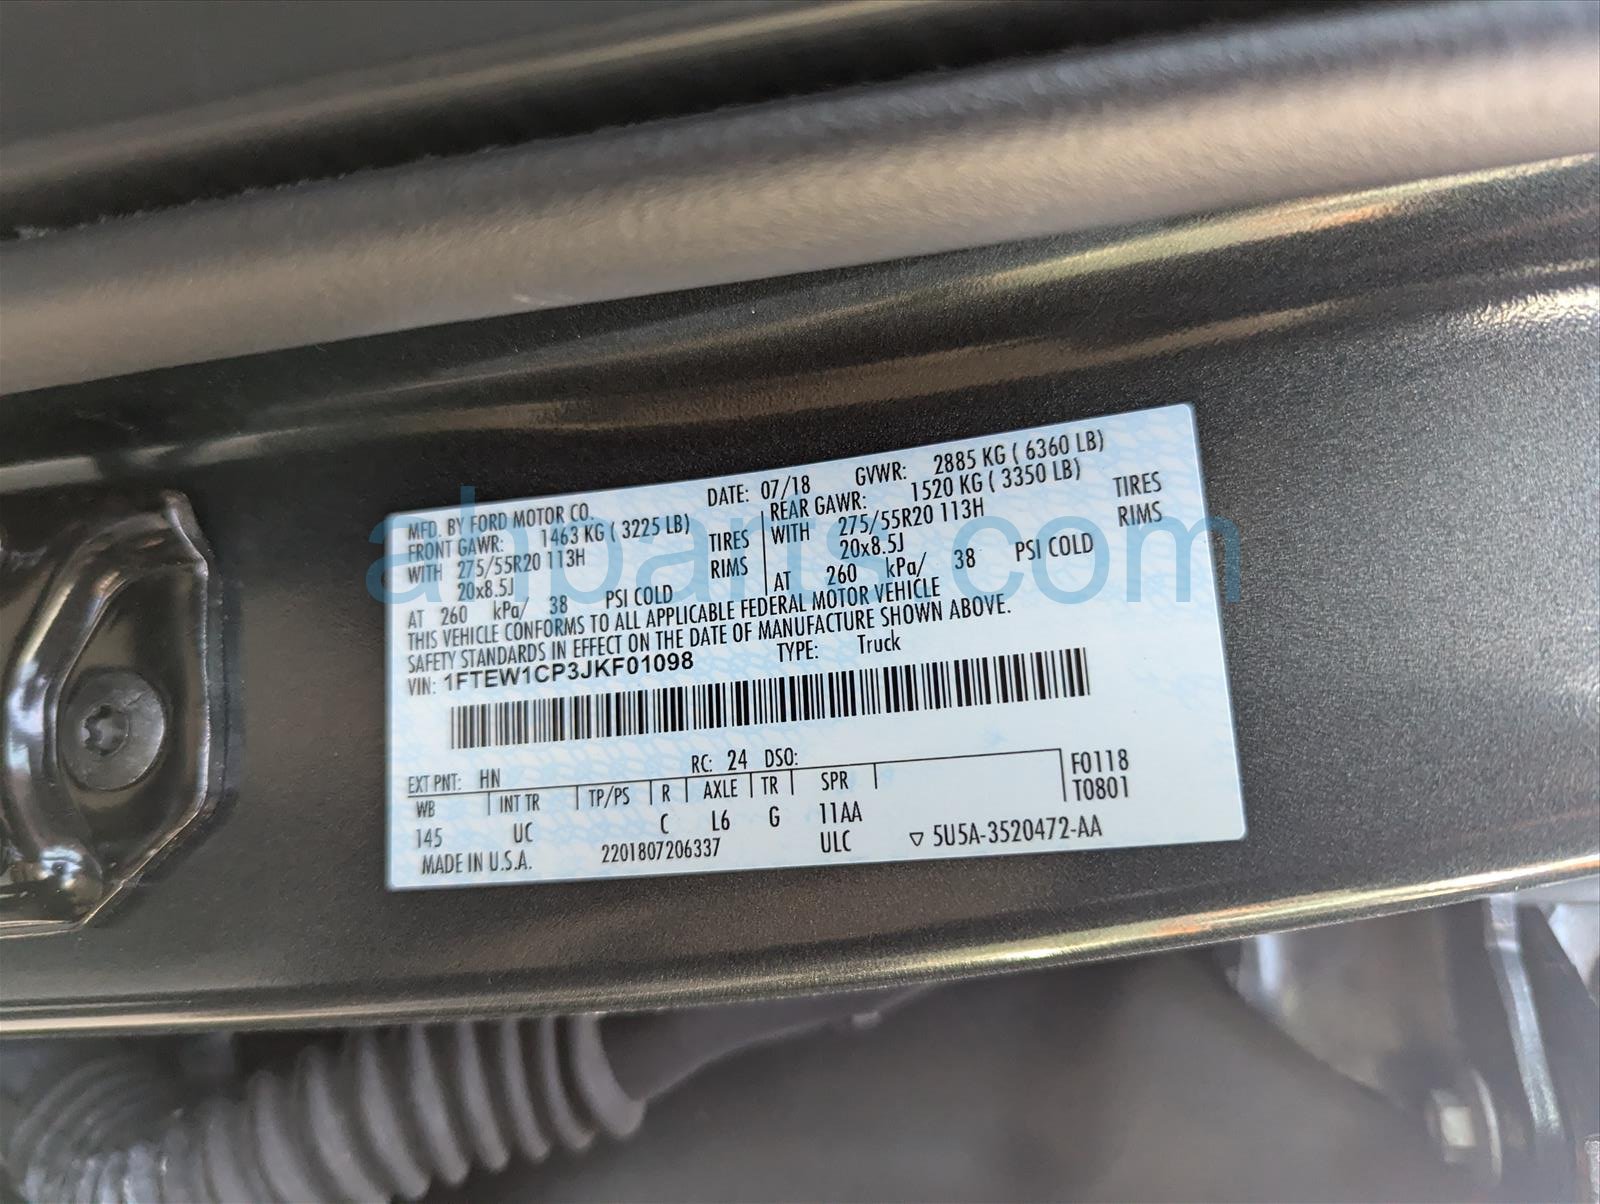 MFD. BY FORD MOTOR CO. DATE: 07/18 GVWR: 2885 KG ( 6360 LB)
FRONT GAWR: 1463 KG ( 3225 LB) REAR GAWR: 1520 KG ( 3350 LB)
WITH 275/55R20 113H TIRES WITH 275/55R20 113H TIRES
20x8.5J RIMS 20x8.5J RIMS
AT 260 kPa/ 38 PSI COLD AT 260 kPa/ 38 PSI COLD
THIS VEHICLE CONFORMS TO ALL APPLICABLE FEDERAL MOTOR VEHICLE
SAFETY STANDARDS IN EFFECT ON THE DATE OF MANUFACTURE SHOWN ABOVE.
VIN: 1FTEW1CP3JKF01098 TYPE: Truck
EXT PNT: HN RC: 24 DSO: F0118
WB INT TR TP/PS R AXLE TR SPR T0801
145 UC C L6 G 11AA
MADE IN U.S.A. 2201807206337 ULC ▽ 5U5A-3520472-AA
ahparts.com